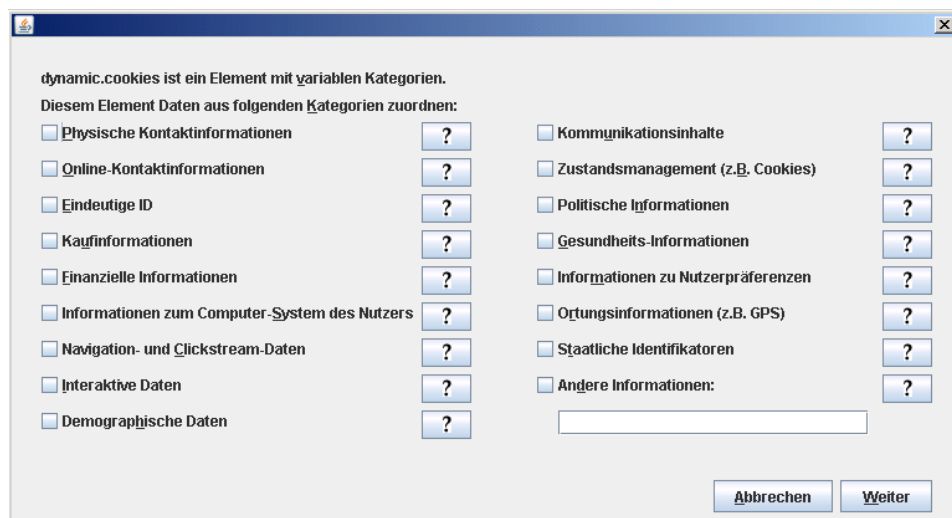 dynamic.cookies ist ein Element mit variablen Kategorien.
Diesem Element Daten aus folgenden Kategorien zuordnen:
Physische Kontaktinformationen ?
Online-Kontaktinformationen ?
Eindeutige ID ?
Kaufinformationen ?
Finanzielle Informationen ?
Informationen zum Computer-System des Nutzers ?
Navigation- und Clickstream-Daten ?
Interaktive Daten ?
Demographische Daten ?
Kommunikationsinhalte ?
Zustandsmanagement (z.B. Cookies) ?
Politische Informationen ?
Gesundheits-Informationen ?
Informationen zu Nutzerpräferenzen ?
Ortungsinformationen (z.B. GPS) ?
Staatliche Identifikatoren ?
Andere Informationen: ?
Abbrechen Weiter